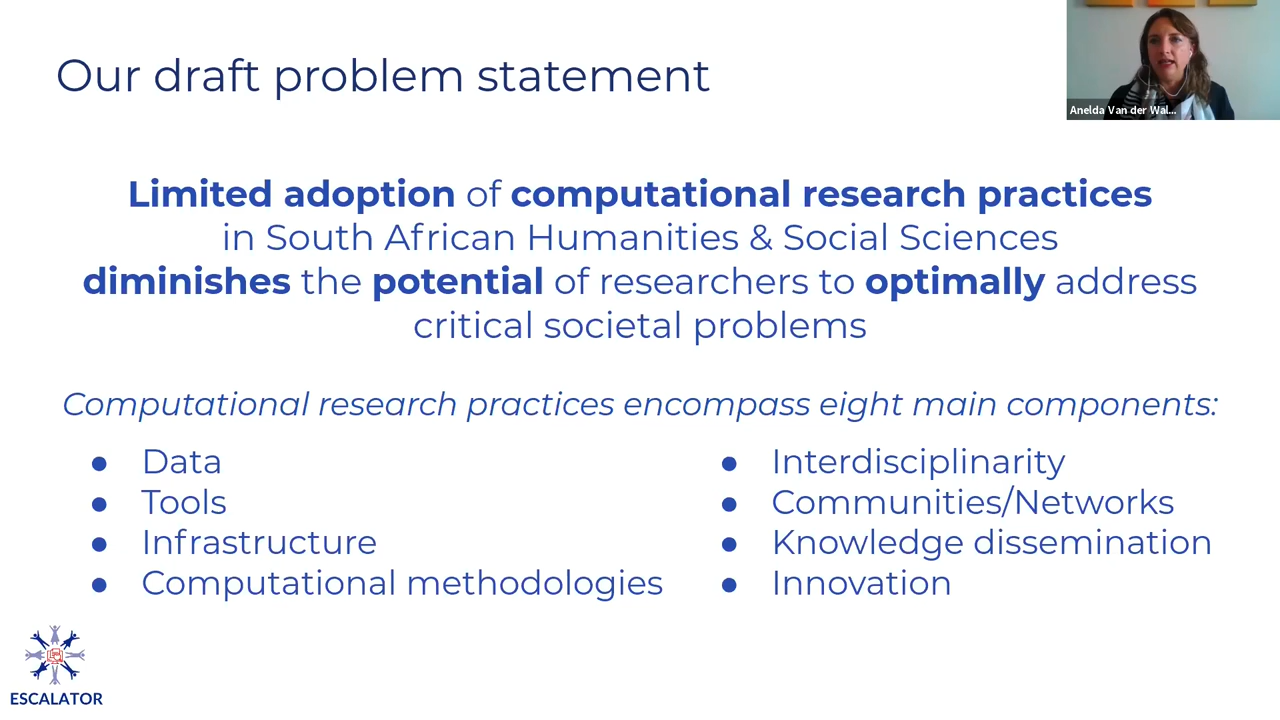 Our draft problem statement
Anelda Van der Wal...
Limited adoption of computational research practices
in South African Humanities & Social Sciences
diminishes the potential of researchers to optimally address
critical societal problems
Computational research practices encompass eight main components:
● Data
● Tools
● Infrastructure
● Computational methodologies
● Interdisciplinarity
● Communities/Networks
● Knowledge dissemination
● Innovation
ESCALATOR